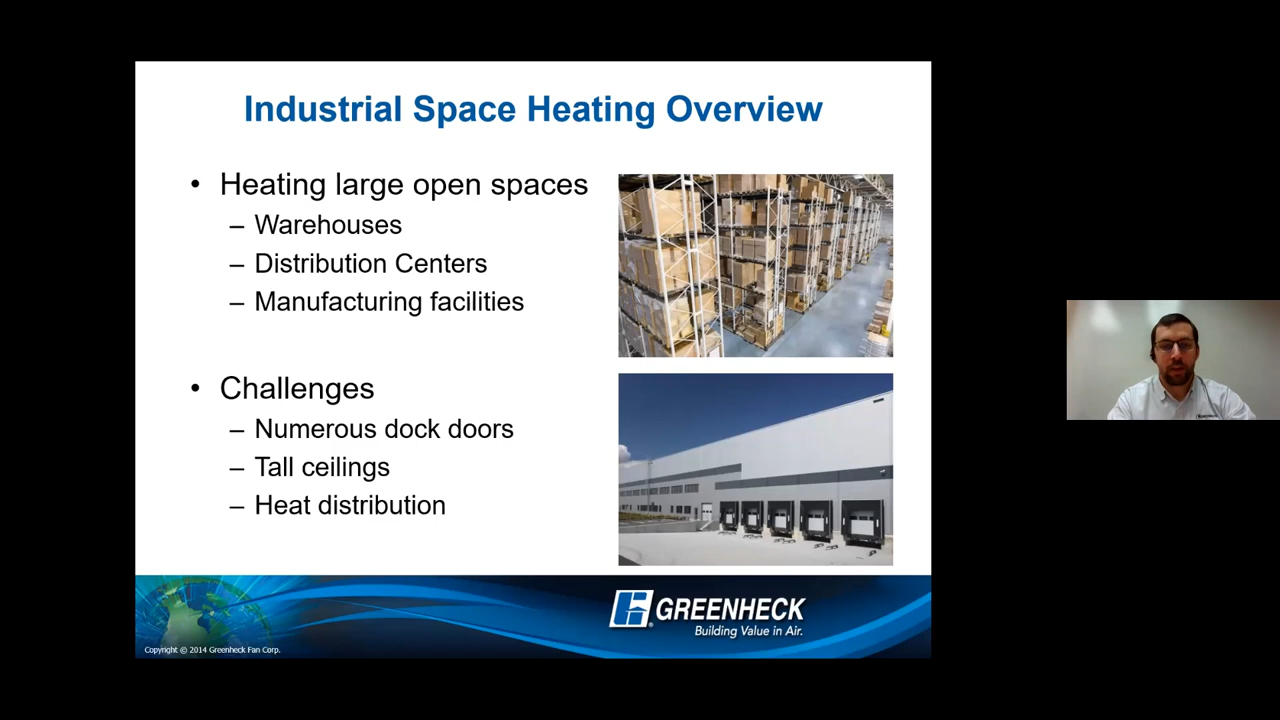 Industrial Space Heating Overview
• Heating large open spaces
– Warehouses
– Distribution Centers
– Manufacturing facilities
• Challenges
– Numerous dock doors
– Tall ceilings
– Heat distribution
GREENHECK
Building Value in Air.
Copyright © 2014 Greenheck Fan Corp.